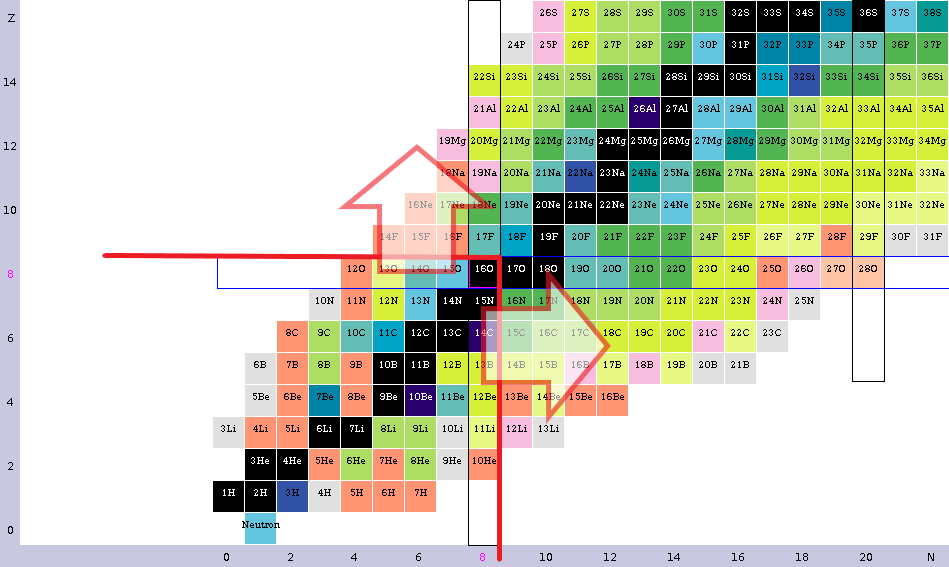 Z 26S 27S 28S 29S 30S 31S 32S 33S 34S 35S 36S 37S 38S
24P 25P 26P 27P 28P 29P 30P 31P 32P 33P 34P 35P 36P 37P
14 22Si 23Si 24Si 25Si 26Si 27Si 28Si 29Si 30Si 31Si 32Si 33Si 34Si 35Si 36Si
21Al 22Al 23Al 24Al 25Al 26Al 27Al 28Al 29Al 30Al 31Al 32Al 33Al 34Al 35Al
12 19Mg 20Mg 21Mg 22Mg 23Mg 24Mg 25Mg 26Mg 27Mg 28Mg 29Mg 30Mg 31Mg 32Mg 33Mg 34Mg
18Na 19Na 20Na 21Na 22Na 23Na 24Na 25Na 26Na 27Na 28Na 29Na 30Na 31Na 32Na 33Na
10 16Ne 17Ne 18Ne 19Ne 20Ne 21Ne 22Ne 23Ne 24Ne 25Ne 26Ne 27Ne 28Ne 29Ne 30Ne 31Ne 32Ne
14F 15F 16F 17F 18F 19F 20F 21F 22F 23F 24F 25F 26F 27F 28F 29F 30F 31F
8 12O 13O 14O 15O 16O 17O 18O 19O 20O 21O 22O 23O 24O 25O 26O 27O 28O
10N 11N 12N 13N 14N 15N 16N 17N 18N 19N 20N 21N 22N 23N 24N 25N
6 8C 9C 10C 11C 12C 13C 14C 15C 16C 17C 18C 19C 20C 21C 22C 23C
6B 7B 8B 9B 10B 11B 12B 13B 14B 15B 16B 17B 18B 19B 20B 21B
4 5Be 6Be 7Be 8Be 9Be 10Be 11Be 12Be 13Be 14Be 15Be 16Be
3Li 4Li 5Li 6Li 7Li 8Li 9Li 10Li 11Li 12Li 13Li
2 3He 4He 5He 6He 7He 8He 9He 10He
1H 2H 3H 4H 5H 6H 7H
0 Neutron
0 2 4 6 8 10 12 14 16 18 20 N